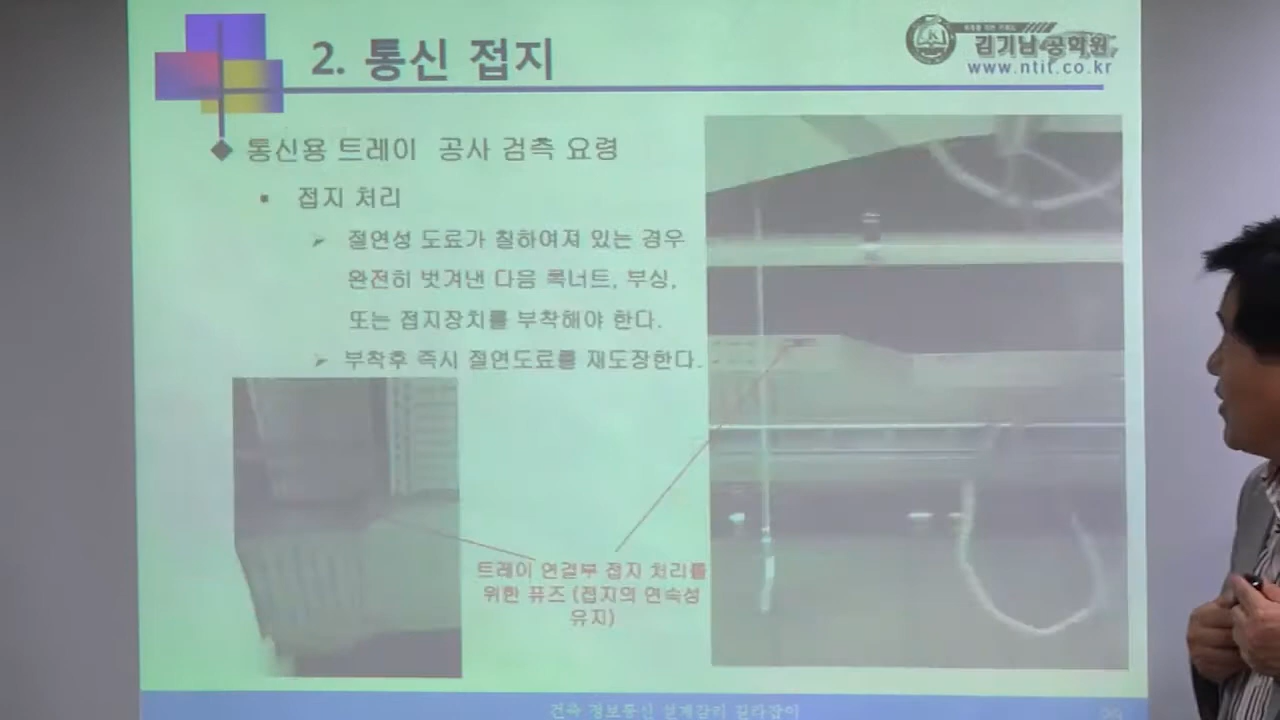 2. 통신 접지
김기남 공학원
www.ntit.co.kr
통신용 트레이 공사 검측 요령
접지 처리
절연성 도료가 칠하여져 있는 경우
완전히 벗겨낸 다음 록너트, 부싱,
또는 접지장치를 부착해야 한다.
부착후 즉시 절연도료를 재도장한다.
트레이 연결부 접지 처리를
위한 퓨즈 (접지의 연속성
유지)
건축 정보통신 설계감리 길라잡이